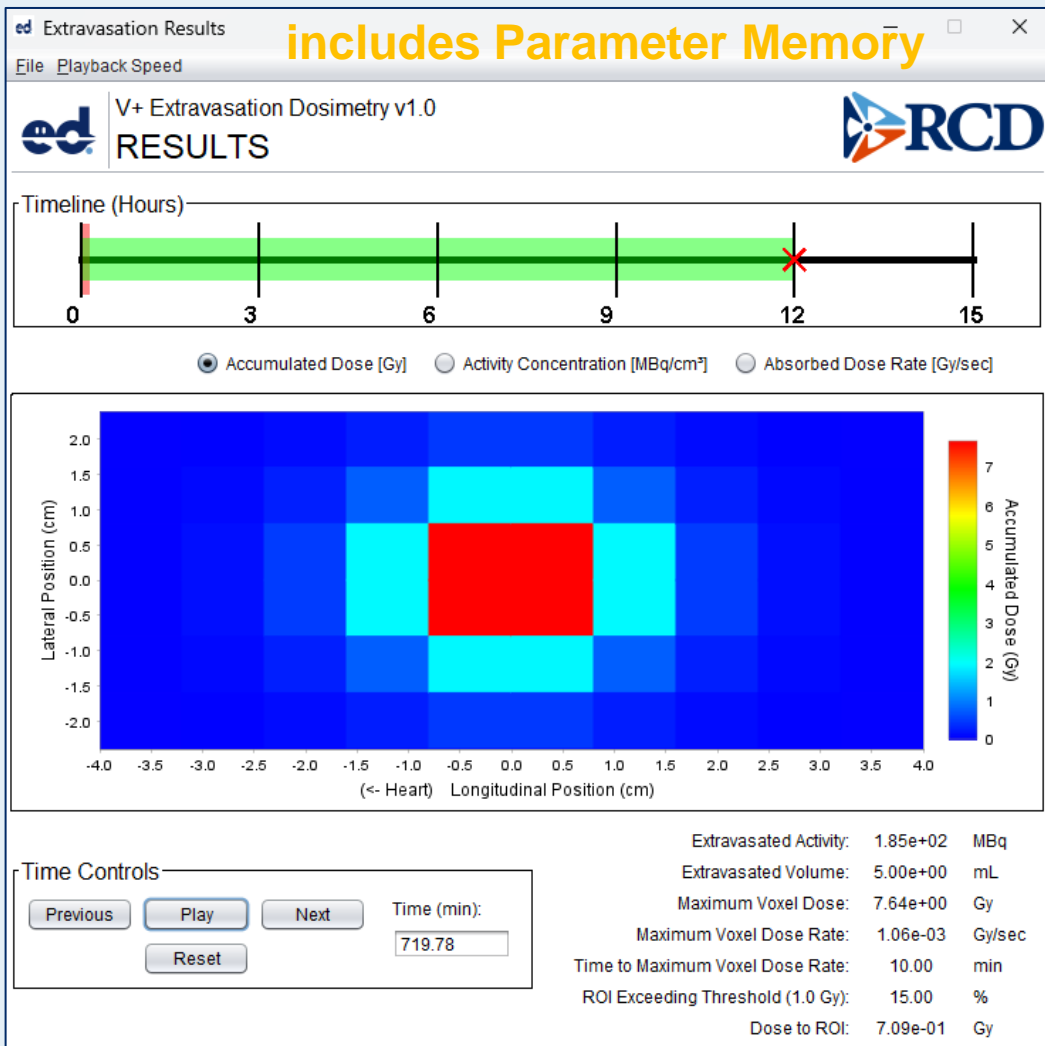 Extravasation Results
includes Parameter Memory
File Playback Speed
ed
V+ Extravasation Dosimetry v1.0
RESULTS
RCD
Timeline (Hours)
0 3 6 9 12 15
Accumulated Dose [Gy] Activity Concentration [MBq/cm³] Absorbed Dose Rate [Gy/sec]
Lateral Position (cm)
2.0
1.5
1.0
0.5
0.0
-0.5
-1.0
-1.5
-2.0
-4.0 -3.5 -3.0 -2.5 -2.0 -1.5 -1.0 -0.5 0.0 0.5 1.0 1.5 2.0 2.5 3.0 3.5 4.0
(<- Heart) Longitudinal Position (cm)
7
6
5
4
3
2
1
0
Accumulated Dose (Gy)
Time Controls
Previous Play Next
Reset
Time (min):
719.78
Extravasated Activity: 1.85e+02 MBq
Extravasated Volume: 5.00e+00 mL
Maximum Voxel Dose: 7.64e+00 Gy
Maximum Voxel Dose Rate: 1.06e-03 Gy/sec
Time to Maximum Voxel Dose Rate: 10.00 min
ROI Exceeding Threshold (1.0 Gy): 15.00 %
Dose to ROI: 7.09e-01 Gy